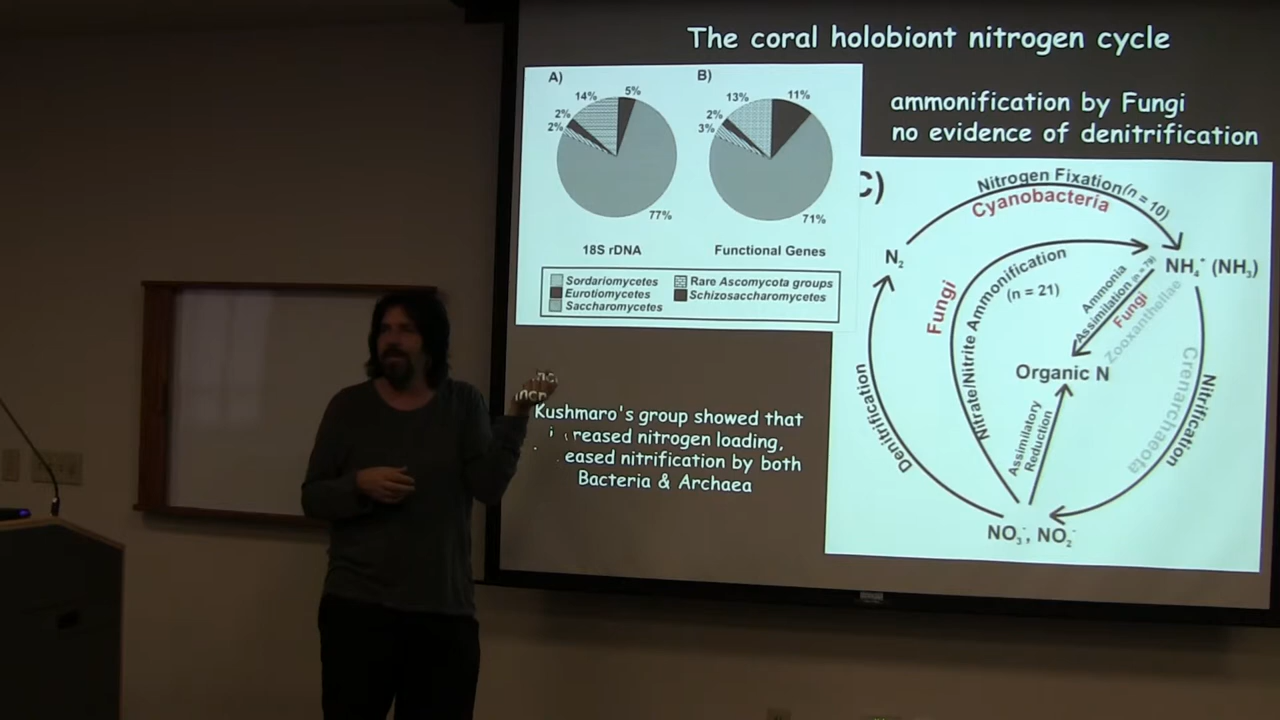 The coral holobiont nitrogen cycle
A)
14%
5%
2%
2%
77%
18S rDNA
B)
13%
11%
2%
3%
71%
Functional Genes
Sordariomycetes
Eurotiomycetes
Saccharomycetes
Rare Ascomycota groups
Schizosaccharomycetes
ammonification by Fungi
no evidence of denitrification
C)
Nitrogen Fixation (n = 10)
Cyanobacteria
N₂
NH₄⁺ (NH₃)
Fungi
Nitrate/Nitrite Ammonification
(n = 21)
Ammonia
Assimilation (n = 79)
Fungi
Zooxanthellae
Organic N
Crenarchaeota
Nitrification
Denitrification
Assimilatory
Reduction
NO₃⁻, NO₂⁻
Kushmaro's group showed that
reased nitrogen loading,
eased nitrification by both
Bacteria & Archaea